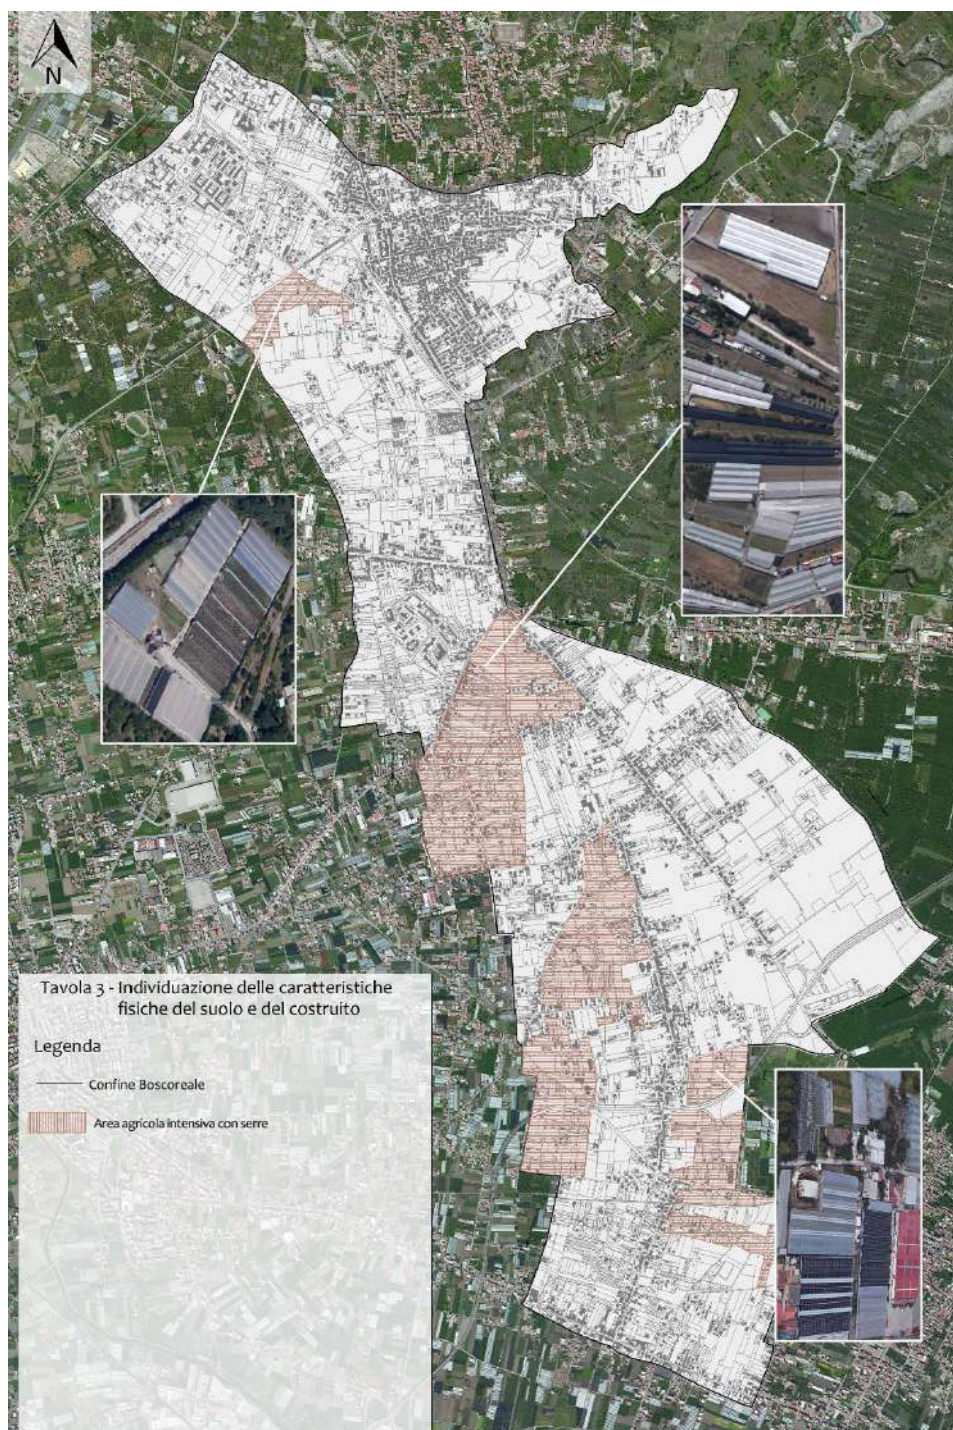 N
Tavola 3 - Individuazione delle caratteristiche
fisiche del suolo e del costruito
Legenda
Confine Boscoreale
Area agricola intensiva con serre